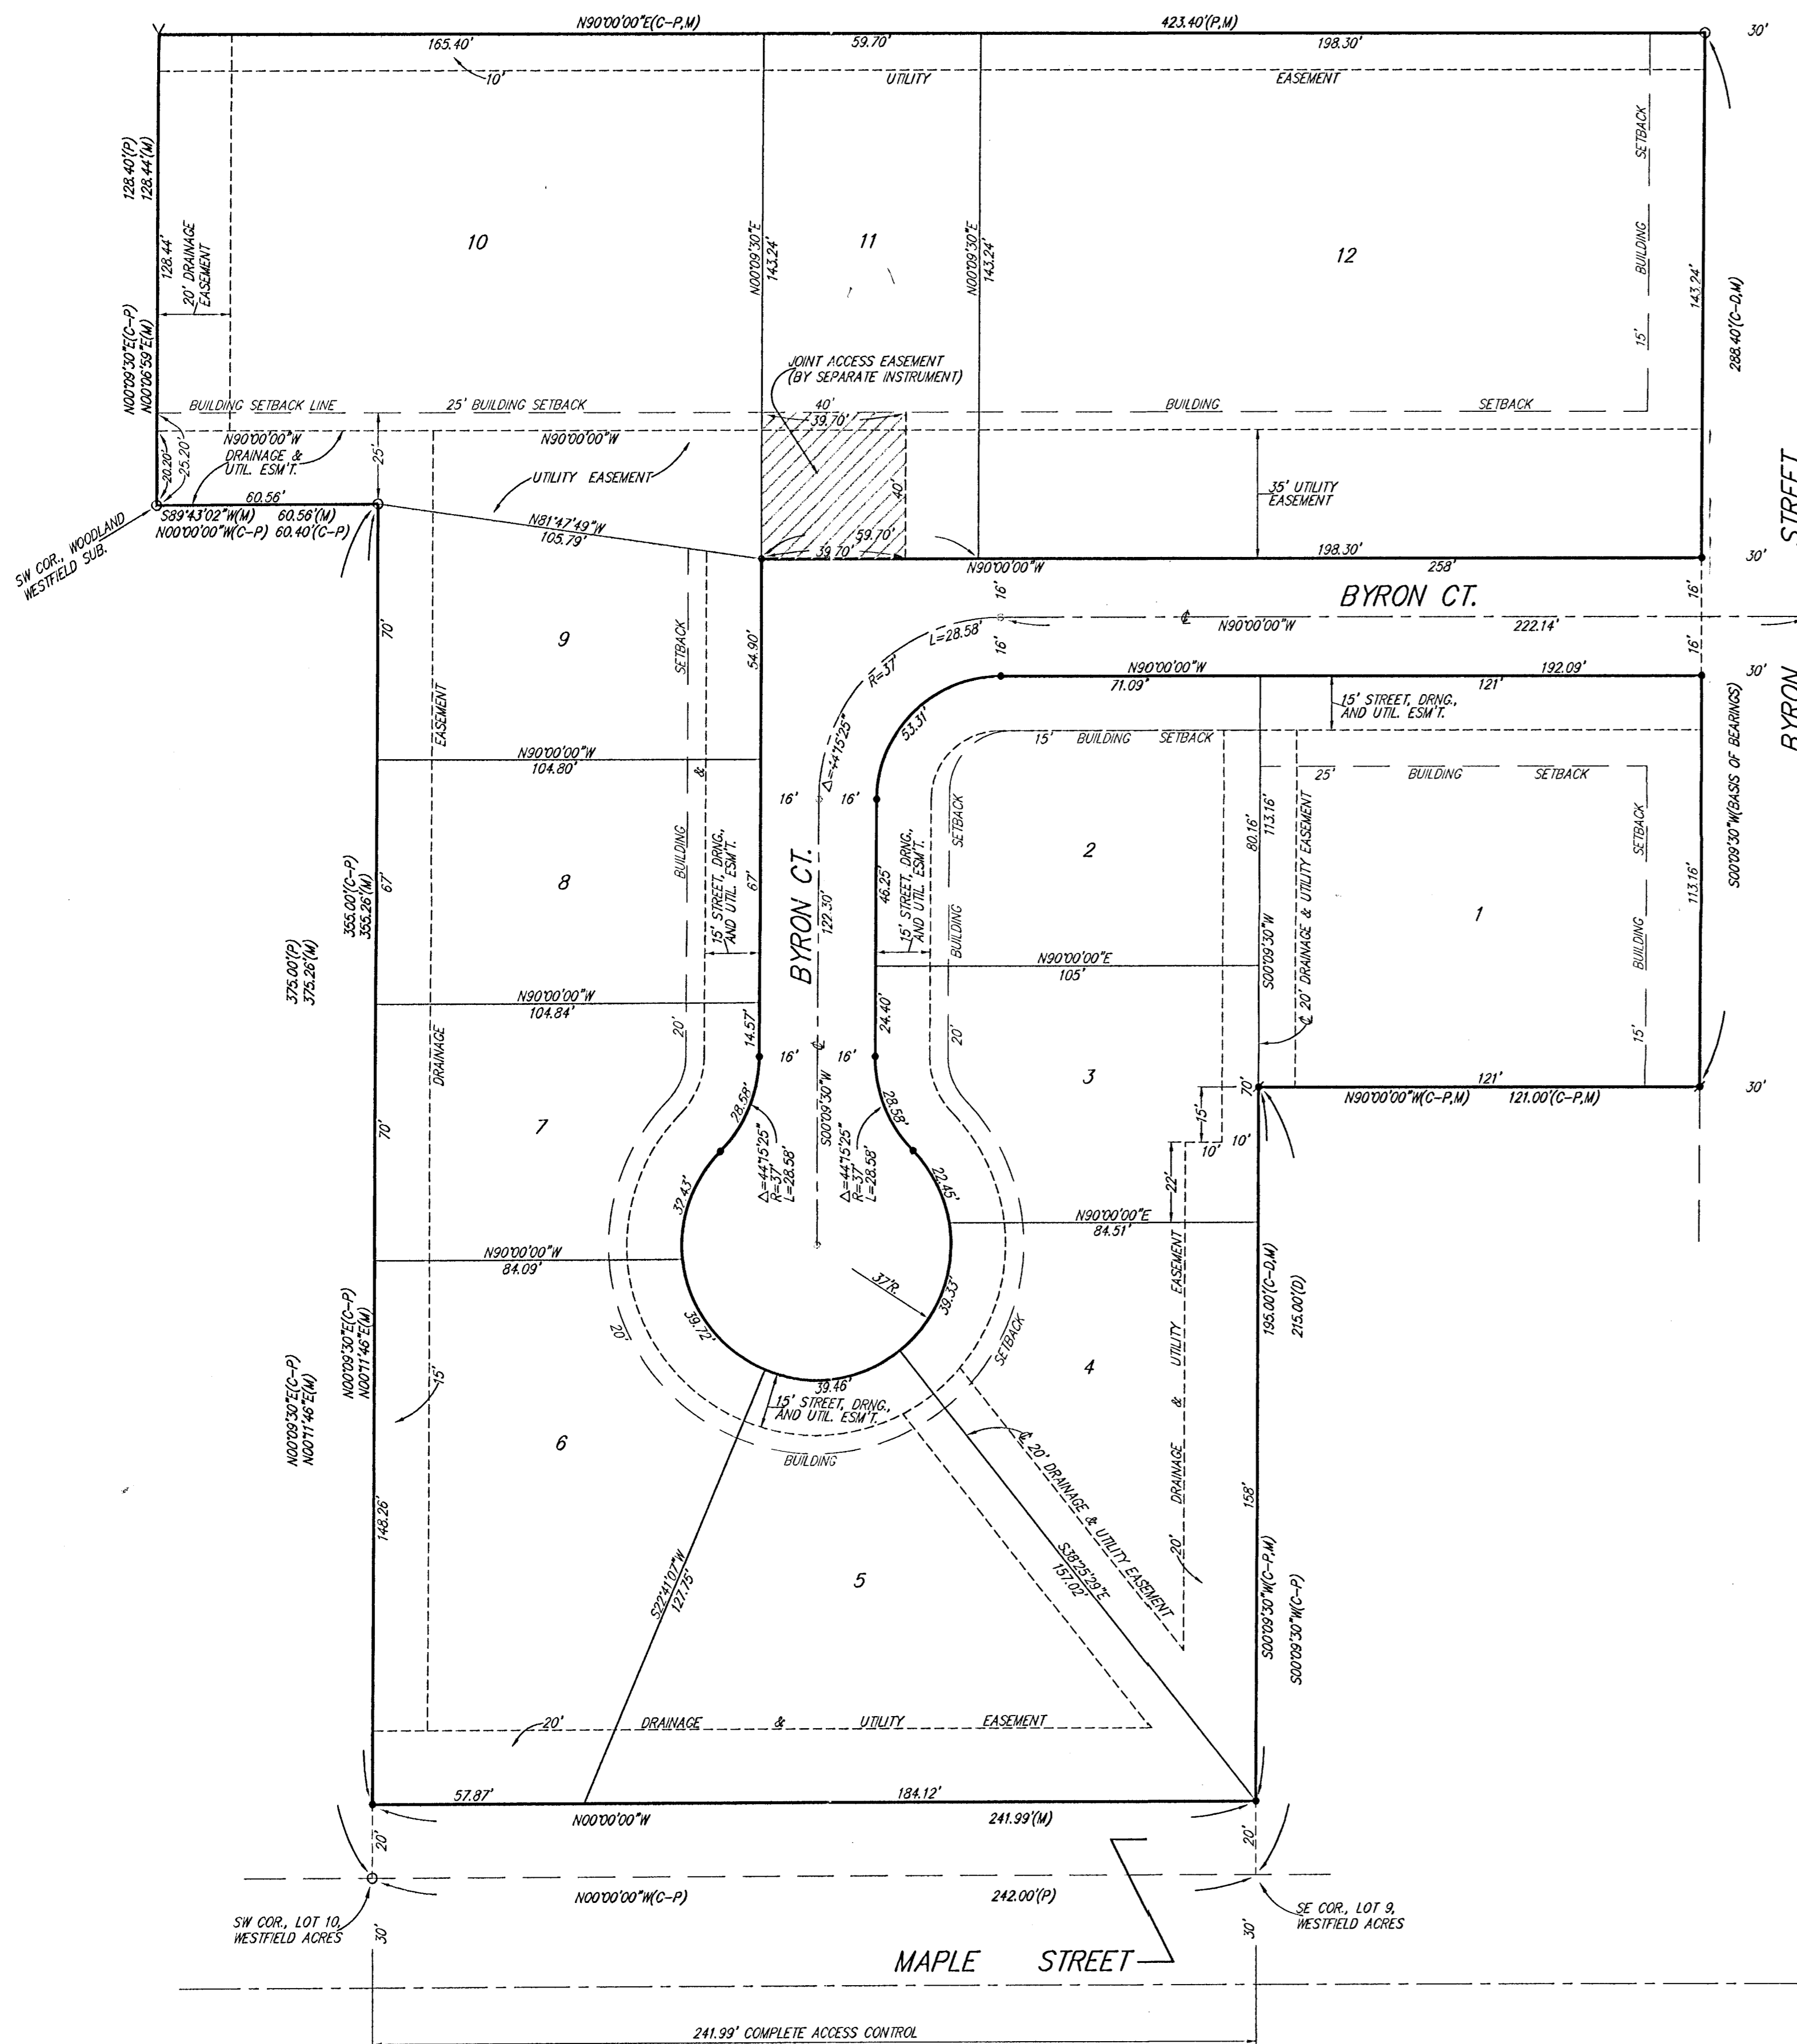 N90°00'00"E(C-P,M) 423.40'(P,M)
165.40' 59.70' 198.30' 30'
10' UTILITY EASEMENT
128.40'(P)
128.44'(M)
128.44'
20' DRAINAGE
EASEMENT
N00°09'30"E(C-P)
N00°06'59"E(M)
10
N00°09'30"E
143.24'
11
N00°09'30"E
143.24'
12
BUILDING SETBACK
15'
143.24'
288.40'(C-D,M)
JOINT ACCESS EASEMENT
(BY SEPARATE INSTRUMENT)
BUILDING SETBACK LINE 25' BUILDING SETBACK 40' BUILDING SETBACK
39.70'
N90°00'00"W N90°00'00"W
DRAINAGE &
UTIL. ESM'T.
20.20'
25.20'
25'
UTILITY EASEMENT
40'
35' UTILITY
EASEMENT
60.56'
S89°43'02"W(M) 60.56'(M)
N00°00'00"W(C-P) 60.40'(C-P)
SW COR., WOODLAND
WESTFIELD SUB.
N81°47'49"W
105.79'
59.70'
39.70'
198.30'
N90°00'00"W 258' 30'
BYRON CT.
16'
16'
16'
16'
L=28.58'
R=37'
Δ=44°15'25"
℄ N90°00'00"W 222.14'
N90°00'00"W 192.09' 30'
71.09' 121'
15' STREET, DRNG.,
AND UTIL. ESM'T.
BYRON STREET
70'
9
SETBACK
54.90'
53.31'
15' BUILDING SETBACK
25' BUILDING SETBACK
EASEMENT
N90°00'00"W
104.80'
&
16' 16'
8
67'
BUILDING
15' STREET, DRNG.,
AND UTIL. ESM'T.
67'
BYRON CT.
122.30'
46.25'
15' STREET, DRNG.,
AND UTIL. ESM'T.
BUILDING SETBACK
2
80.16'
113.16'
S00°09'30"W
℄ 20' DRAINAGE & UTILITY EASEMENT
1
BUILDING SETBACK
15'
113.16'
S00°09'30"W(BASIS OF BEARINGS)
355.00'(C-P)
355.26'(M)
375.00'(P)
375.26'(M)
N90°00'00"E
105'
N90°00'00"W
104.84'
DRAINAGE
20'
14.57'
16' ℄ 16'
24.40'
20'
3
70'
121'
N90°00'00"W(C-P,M) 121.00'(C-P,M)
30'
7
70'
28.58'
Δ=44°15'25"
R=37'
L=28.58'
S00°09'30"W
Δ=44°15'25"
R=37'
L=28.58'
28.58'
15'
10' 10'
22'
32.43'
22.45'
N90°00'00"E
84.51'
N90°00'00"W
84.09'
37'R.
39.72'
39.33'
39.46'
20'
SETBACK
BUILDING
15' STREET, DRNG.,
AND UTIL. ESM'T.
4
20' DRAINAGE & UTILITY EASEMENT
195.00'(C-D,M)
215.00'(D)
158'
S00°09'30"W(C-P,M)
S00°09'30"W(C-P)
N00°09'30"E(C-P)
N00°11'46"E(M)
N00°09'30"E(C-P)
N00°11'46"E(M)
15'
6
148.26'
℄ 20' DRAINAGE & UTILITY EASEMENT
S38°25'29"E
157.02'
S22°41'07"W
127.75'
5
20' DRAINAGE & UTILITY EASEMENT
57.87' 184.12'
N00°00'00"W 241.99'(M)
20' 20'
N00°00'00"W(C-P) 242.00'(P)
SW COR., LOT 10,
WESTFIELD ACRES
30'
SE COR., LOT 9,
WESTFIELD ACRES
30'
MAPLE STREET
241.99' COMPLETE ACCESS CONTROL